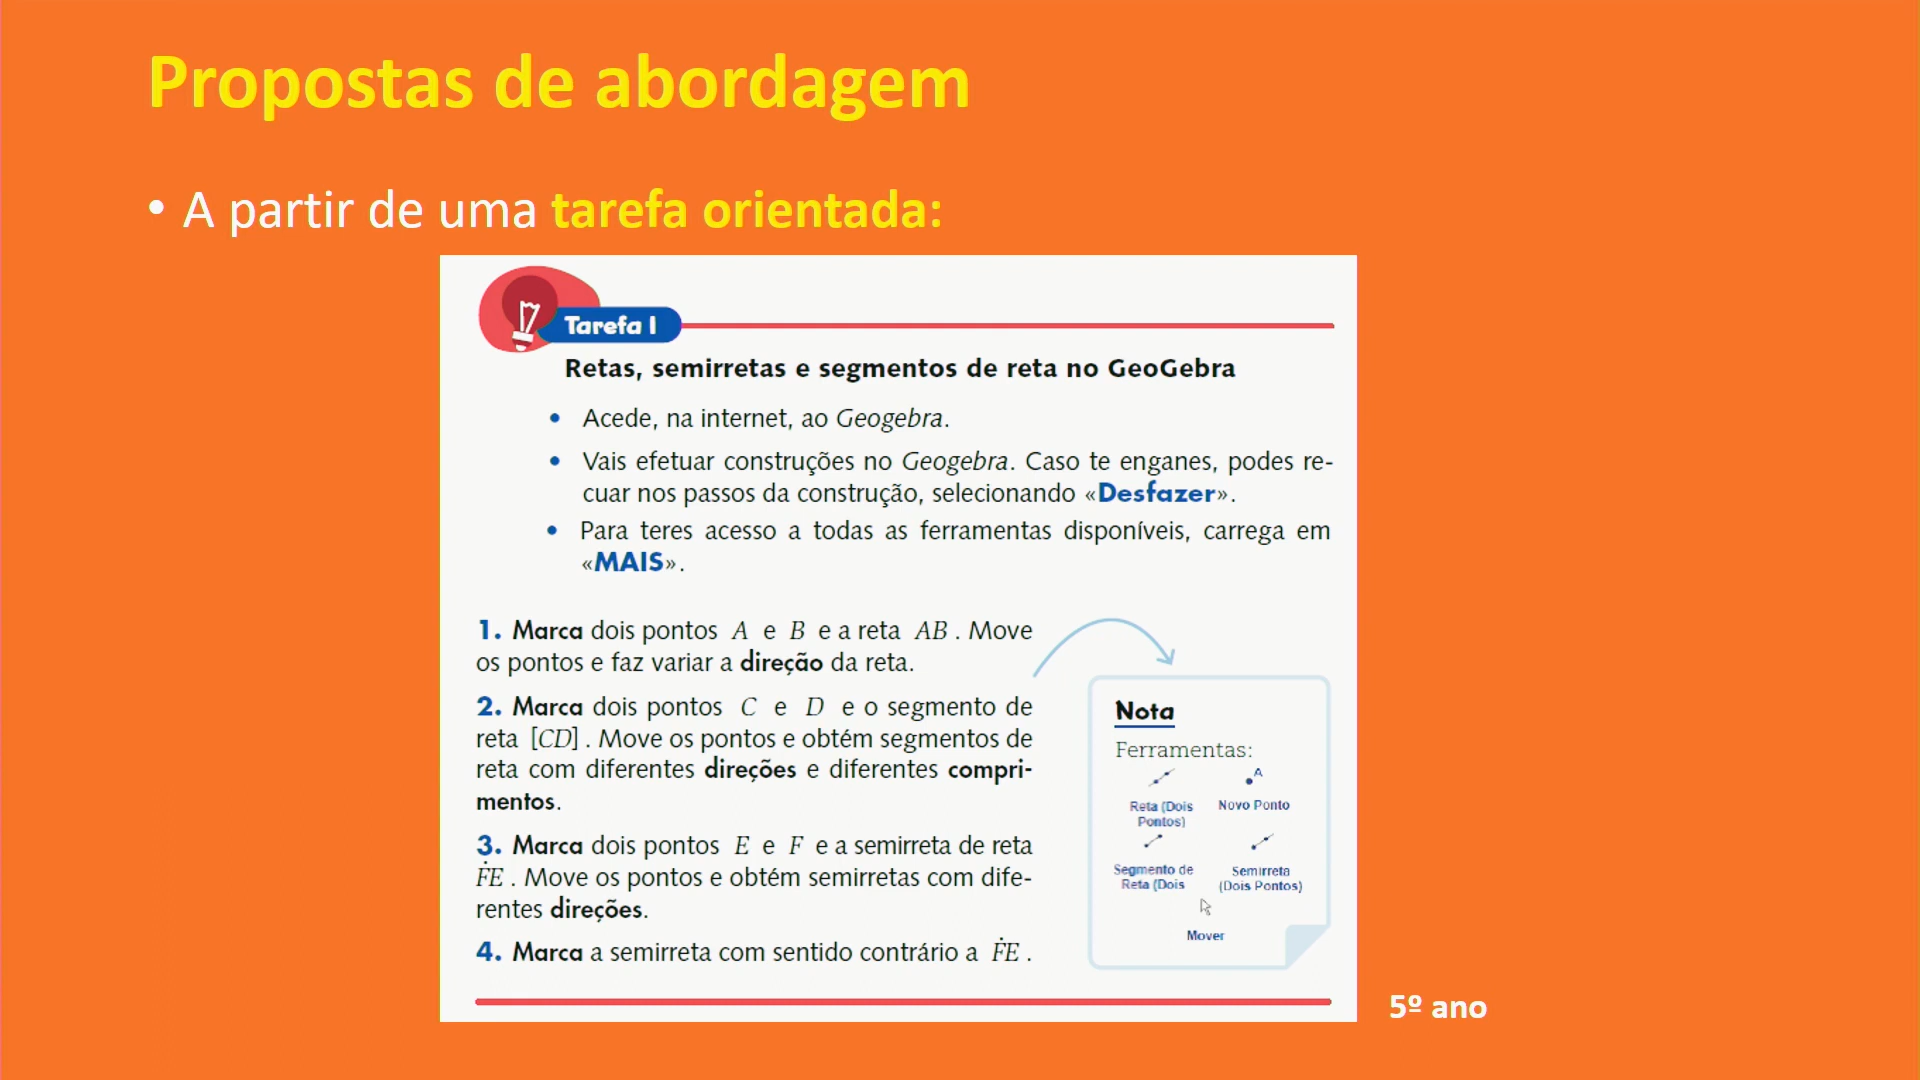 Propostas de abordagem
• A partir de uma tarefa orientada:
Tarefa 1
Retas, semirretas e segmentos de reta no GeoGebra
• Acede, na internet, ao Geogebra.
• Vais efetuar construções no Geogebra. Caso te enganes, podes re-
cuar nos passos da construção, selecionando «Desfazer».
• Para teres acesso a todas as ferramentas disponíveis, carrega em
«MAIS».
1. Marca dois pontos A e B e a reta AB . Move
os pontos e faz variar a direção da reta.
2. Marca dois pontos C e D e o segmento de
reta [CD] . Move os pontos e obtém segmentos de
reta com diferentes direções e diferentes compri-
mentos.
3. Marca dois pontos E e F e a semirreta de reta
ḞE . Move os pontos e obtém semirretas com dife-
rentes direções.
4. Marca a semirreta com sentido contrário a ḞE .
Nota
Ferramentas:
A
Reta (Dois
Pontos)
Novo Ponto
Segmento de
Reta (Dois
Semirreta
(Dois Pontos)
Mover
5º ano